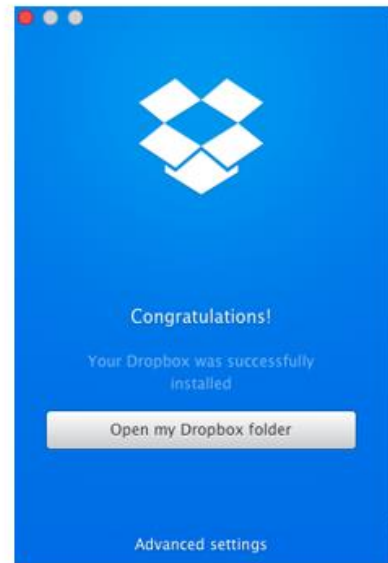 Congratulations!
Your Dropbox was successfully
installed
Open my Dropbox folder
Advanced settings